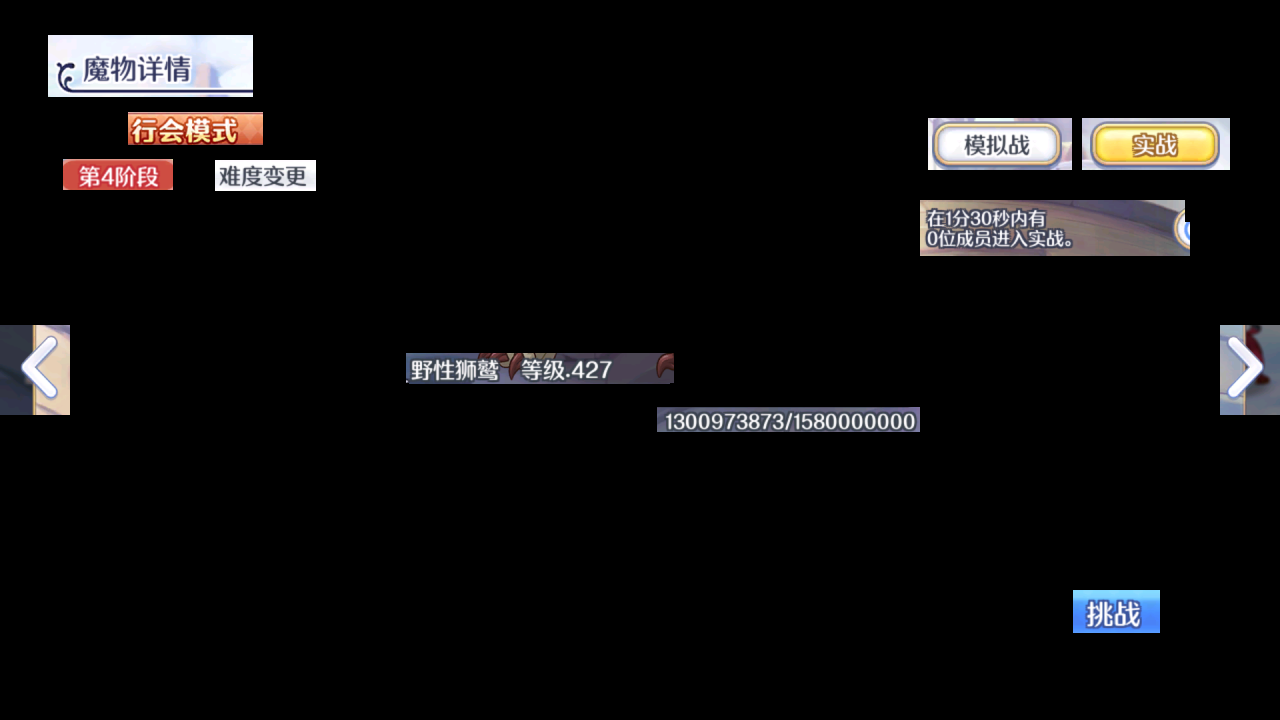 魔物详情
行会模式
模拟战
实战
第4阶段
难度变更
在1分30秒内有
0位成员进入实战。
野性狮鹫 等级.427
1300973873/1580000000
挑战